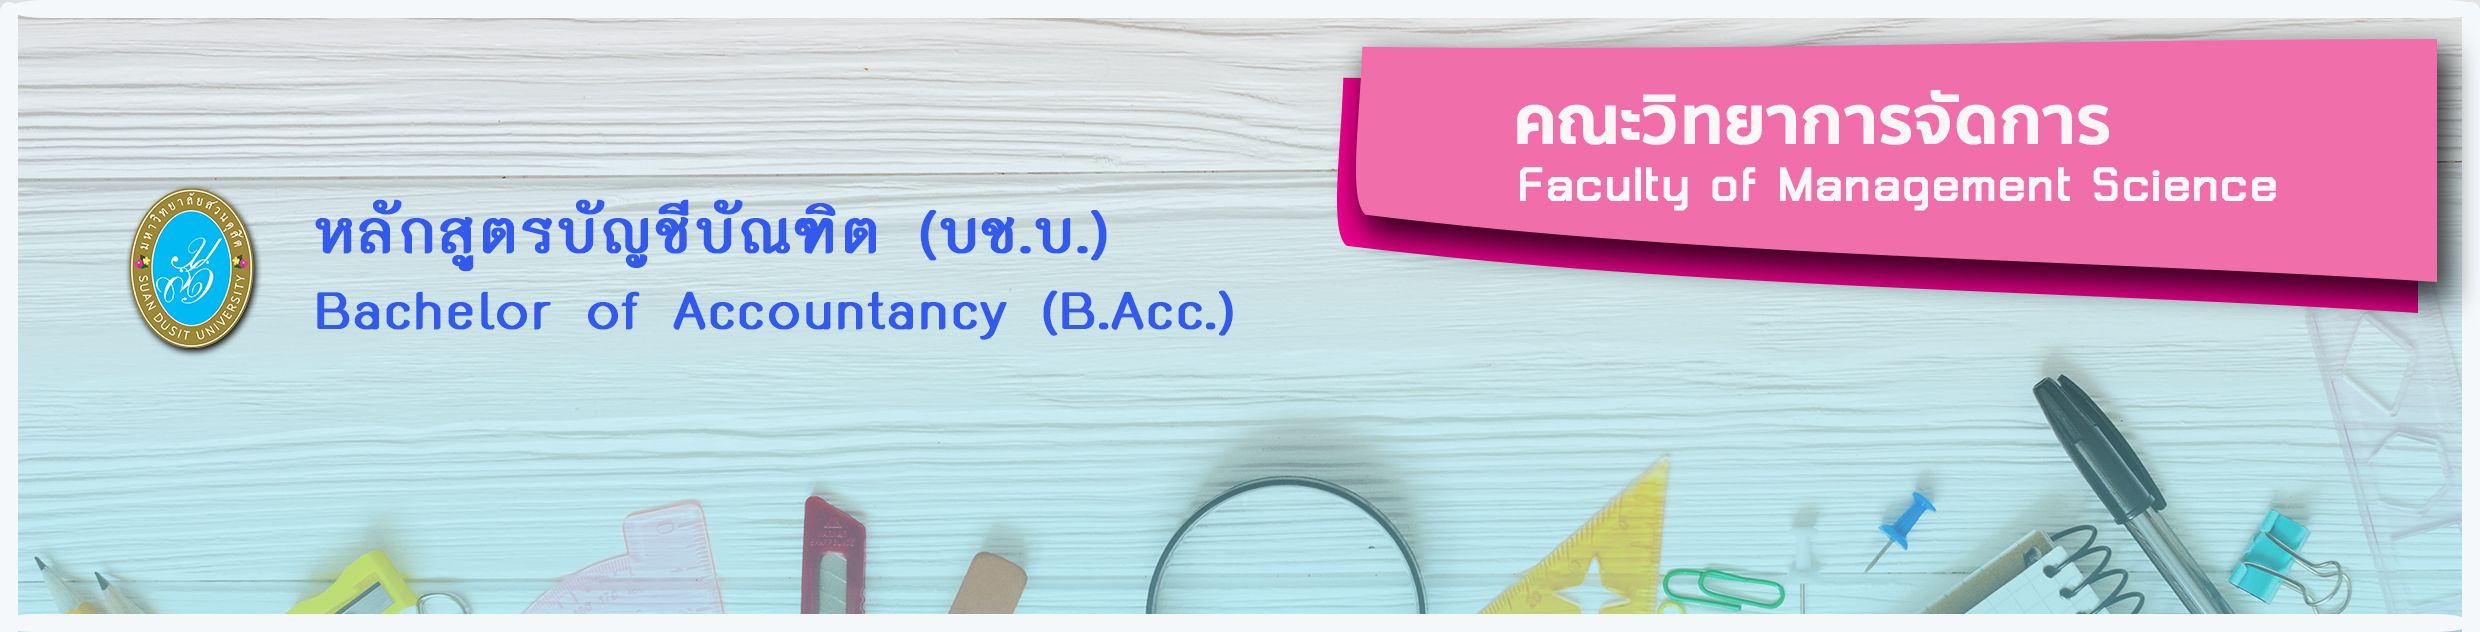 มหาวิทยาลัยสวนดุสิต
SUAN DUSIT UNIVERSITY
หลักสูตรบัญชีบัณฑิต (บช.บ.)
Bachelor of Accountancy (B.Acc.)
คณะวิทยาการจัดการ
Faculty of Management Science